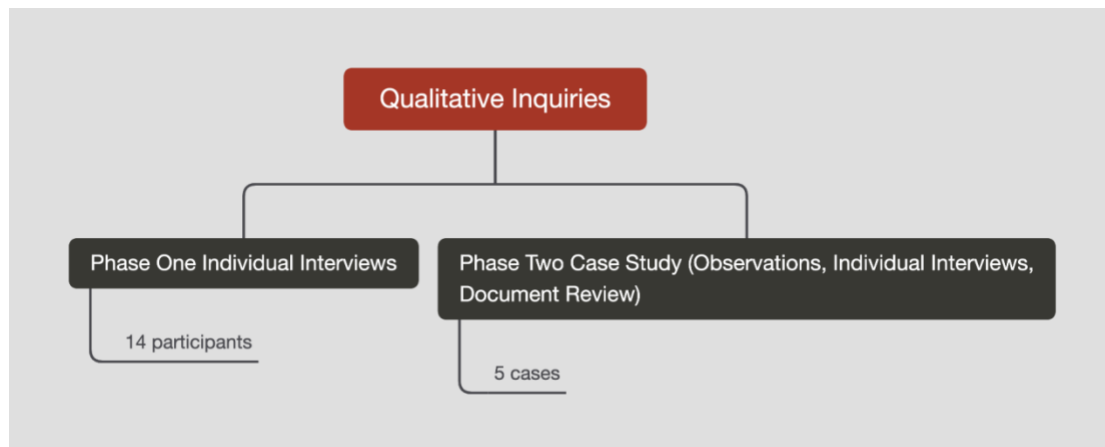 Qualitative Inquiries
Phase One Individual Interviews
14 participants
Phase Two Case Study (Observations, Individual Interviews,
Document Review)
5 cases